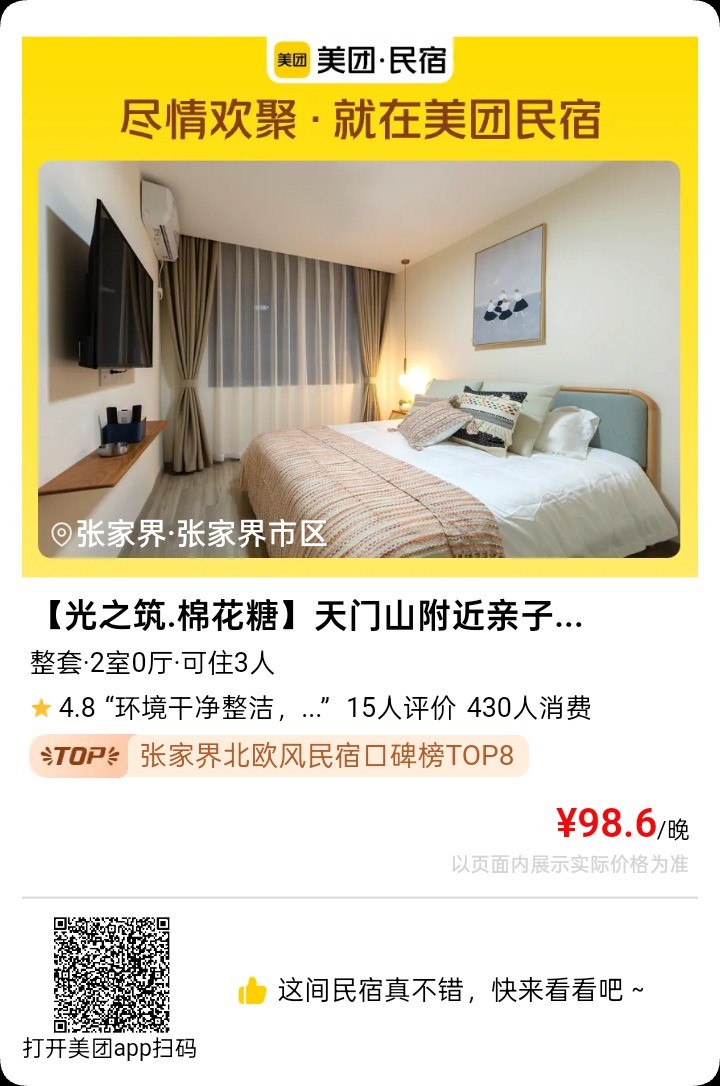 美团 美团·民宿
尽情欢聚·就在美团民宿
张家界·张家界市区
【光之筑.棉花糖】天门山附近亲子...
整套·2室0厅·可住3人
4.8 “环境干净整洁，...” 15人评价 430人消费
TOP 张家界北欧风民宿口碑榜TOP8
¥98.6/晚
以页面内展示实际价格为准
这间民宿真不错，快来看看吧 ~
打开美团app扫码